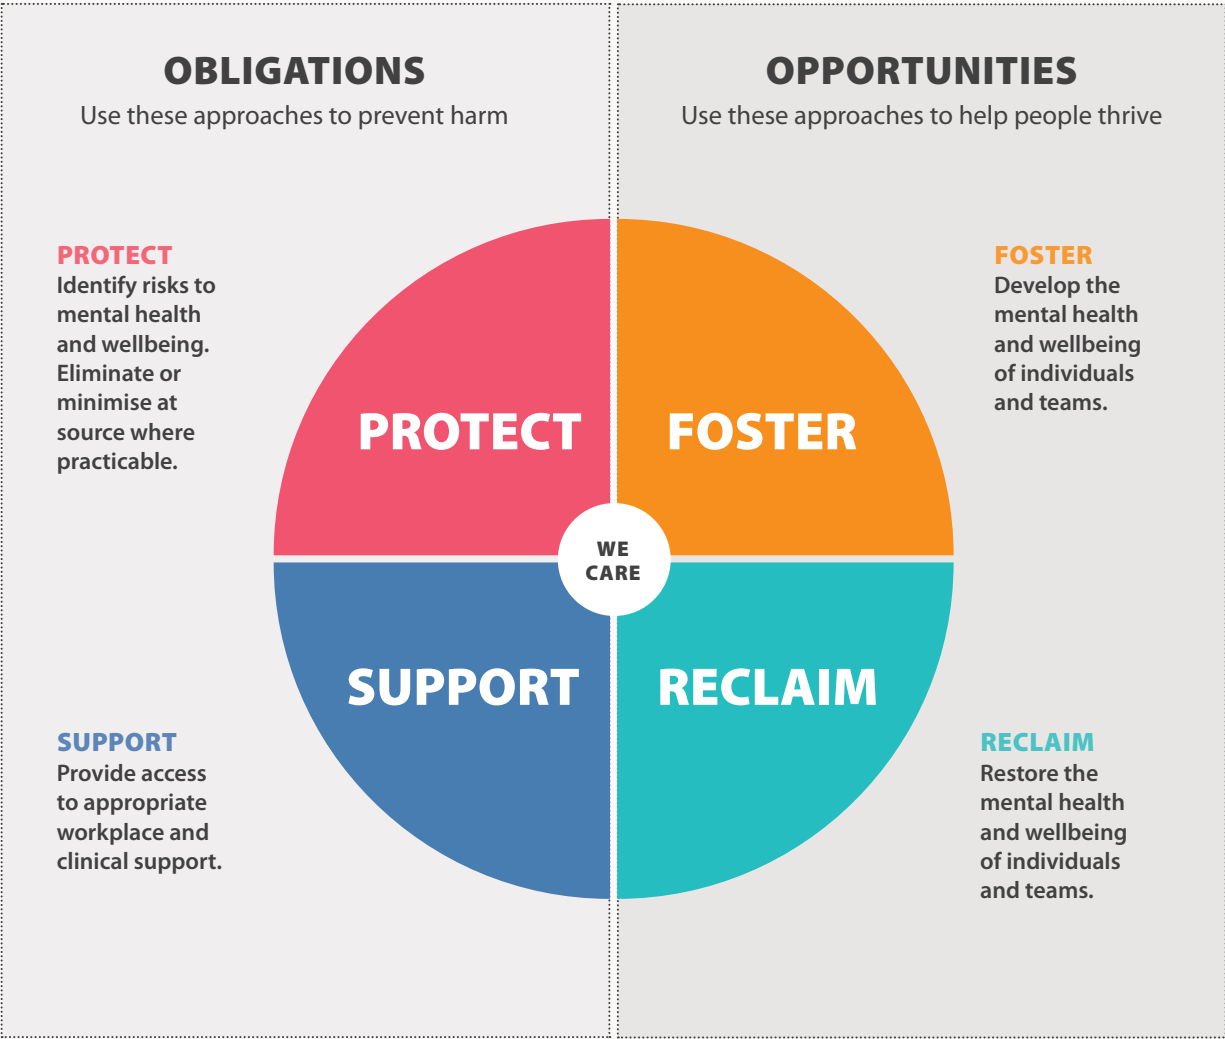 OBLIGATIONS
Use these approaches to prevent harm
OPPORTUNITIES
Use these approaches to help people thrive
PROTECT
Identify risks to
mental health
and wellbeing.
Eliminate or
minimise at
source where
practicable.
FOSTER
Develop the
mental health
and wellbeing
of individuals
and teams.
PROTECT
FOSTER
WE
CARE
SUPPORT
RECLAIM
SUPPORT
Provide access
to appropriate
workplace and
clinical support.
RECLAIM
Restore the
mental health
and wellbeing
of individuals
and teams.